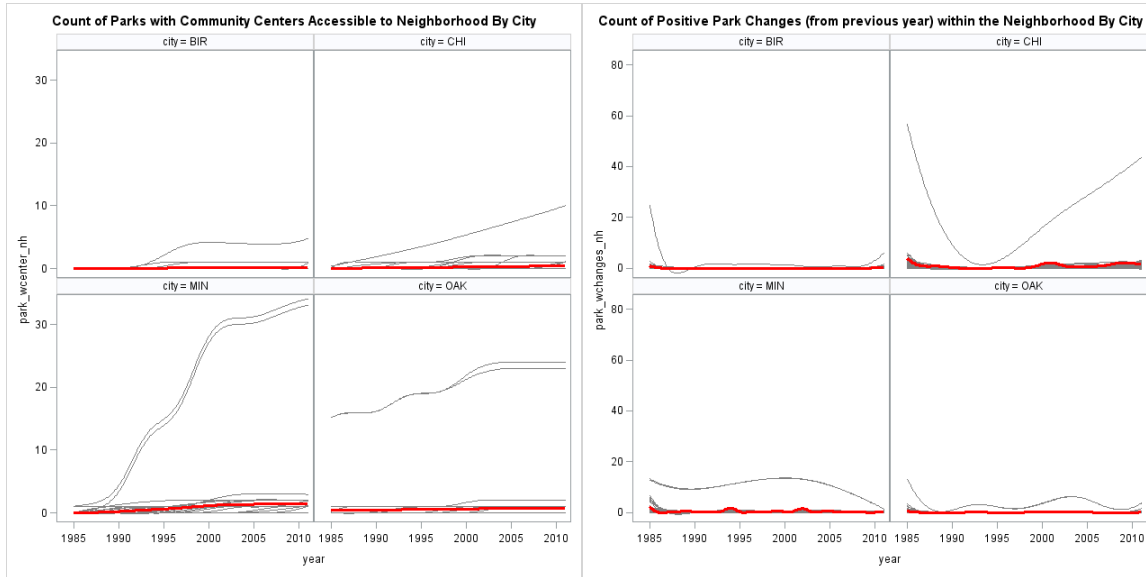 Count of Parks with Community Centers Accessible to Neighborhood By City
city = BIR
city = CHI
30
20
10
0
city = MIN
city = OAK
30
20
10
0
park_wcenter_nh
1985 1990 1995 2000 2005 2010
1985 1990 1995 2000 2005 2010
year
Count of Positive Park Changes (from previous year) within the Neighborhood By City
city = BIR
city = CHI
80
60
40
20
0
city = MIN
city = OAK
80
60
40
20
0
park_wchanges_nh
1985 1990 1995 2000 2005 2010
1985 1990 1995 2000 2005 2010
year